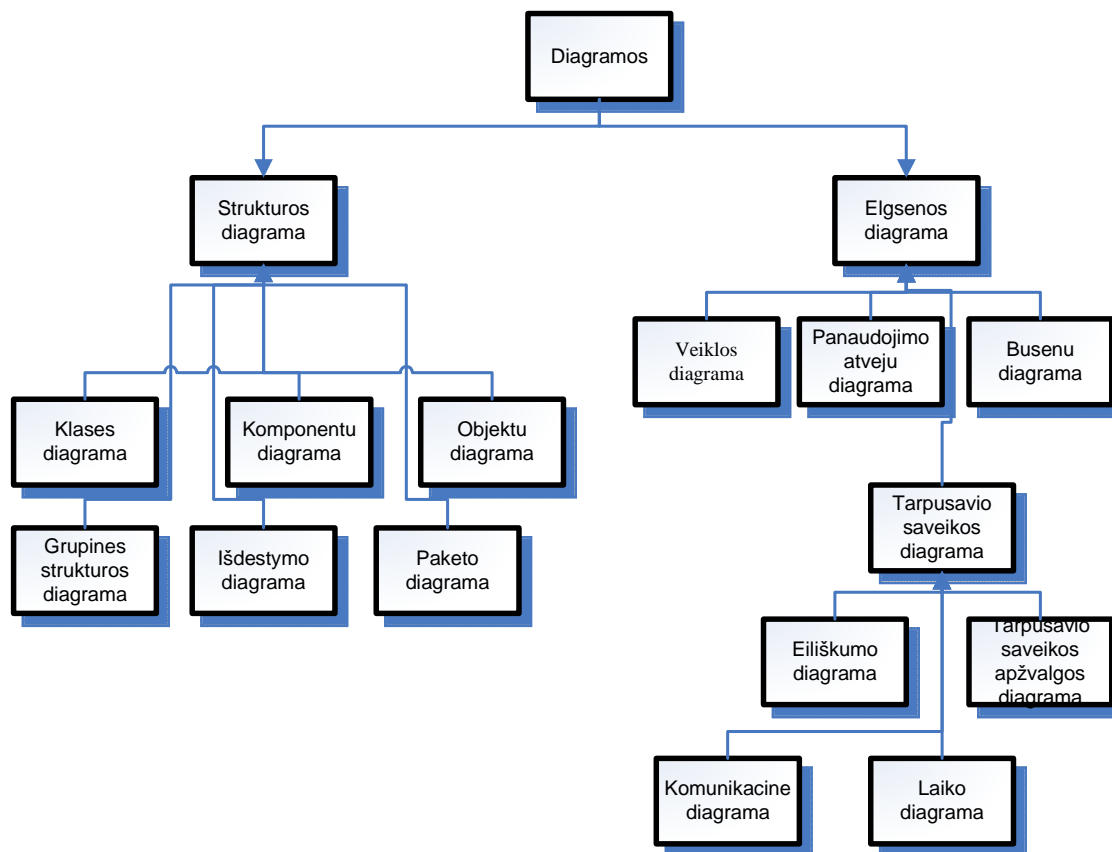 Diagramos
Strukturos
diagrama
Elgsenos
diagrama
Veiklos
diagrama
Panaudojimo
atveju
diagrama
Busenu
diagrama
Klases
diagrama
Komponentu
diagrama
Objektu
diagrama
Grupines
strukturos
diagrama
Išdestymo
diagrama
Paketo
diagrama
Tarpusavio
saveikos
diagrama
Eiliškumo
diagrama
Tarpusavio
saveikos
apžvalgos
diagrama
Komunikacine
diagrama
Laiko
diagrama